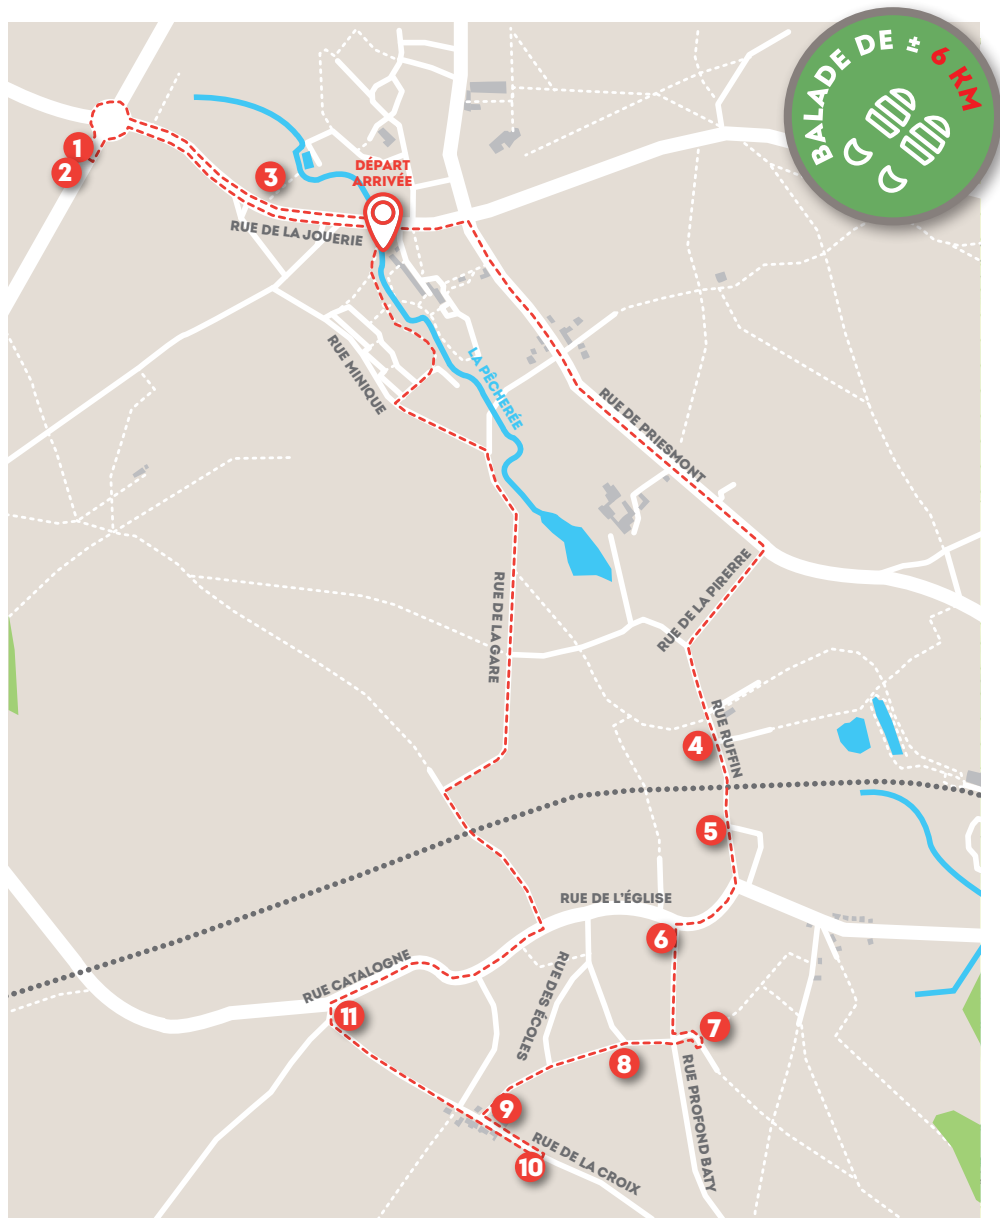 BALADE DE ± 6 KM
1
2
3
DÉPART
ARRIVÉE
RUE DE LA JOUERIE
RUE MINIQUE
LA PÊCHERÉE
RUE DE PRIESMONT
RUE DE LA PIRERRE
RUE DE LA GARE
RUE RUFFIN
4
5
RUE DE L'ÉGLISE
6
RUE CATALOGNE
RUE DES ÉCOLES
11
7
8
RUE PROFOND BATY
9
RUE DE LA CROIX
10